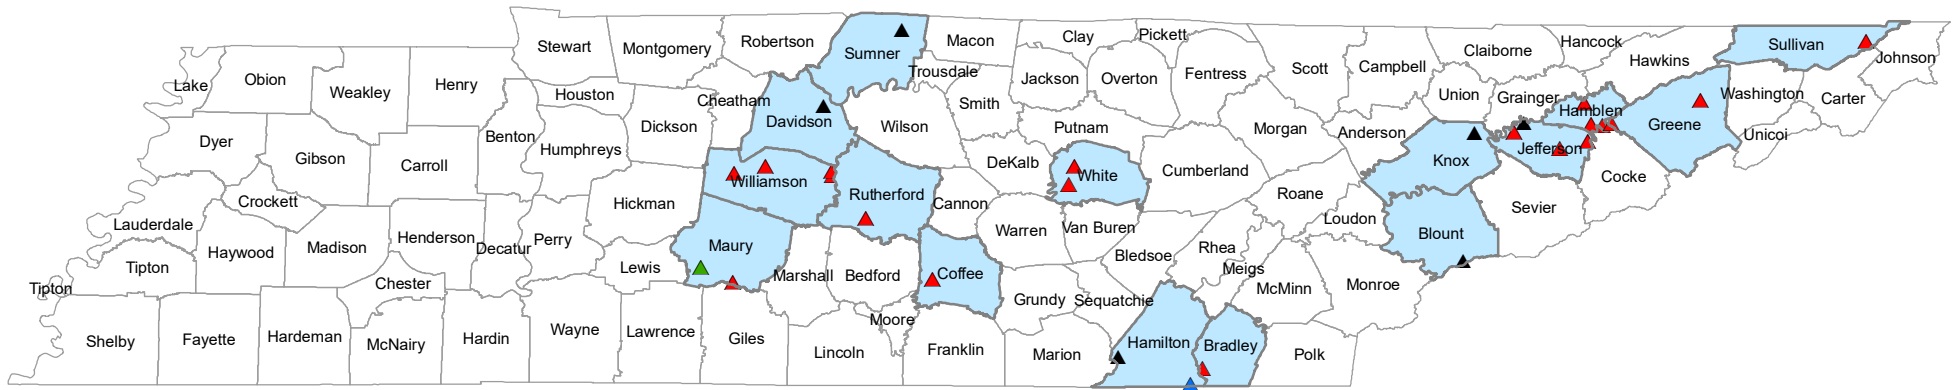 Stewart
Montgomery
Robertson
Sumner
Macon
Clay
Pickett
Trousdale
Jackson
Overton
Fentress
Scott
Campbell
Claiborne
Hancock
Hawkins
Sullivan
Johnson
Lake
Obion
Weakley
Henry
Houston
Cheatham
Dickson
Davidson
Wilson
Smith
Putnam
Morgan
Anderson
Union
Grainger
Hamblen
Greene
Washington
Carter
Unicoi
Dyer
Gibson
Carroll
Benton
Humphreys
Williamson
Rutherford
DeKalb
White
Cumberland
Roane
Knox
Jefferson
Cocke
Sevier
Crockett
Lauderdale
Haywood
Madison
Henderson
Decatur
Perry
Hickman
Maury
Cannon
Warren
Van Buren
Bledsoe
Rhea
Loudon
Blount
Tipton
Tipton
Chester
Lewis
Marshall
Bedford
Coffee
Grundy
Sequatchie
Meigs
McMinn
Monroe
Shelby
Fayette
Hardeman
McNairy
Hardin
Wayne
Lawrence
Giles
Moore
Lincoln
Franklin
Marion
Hamilton
Bradley
Polk